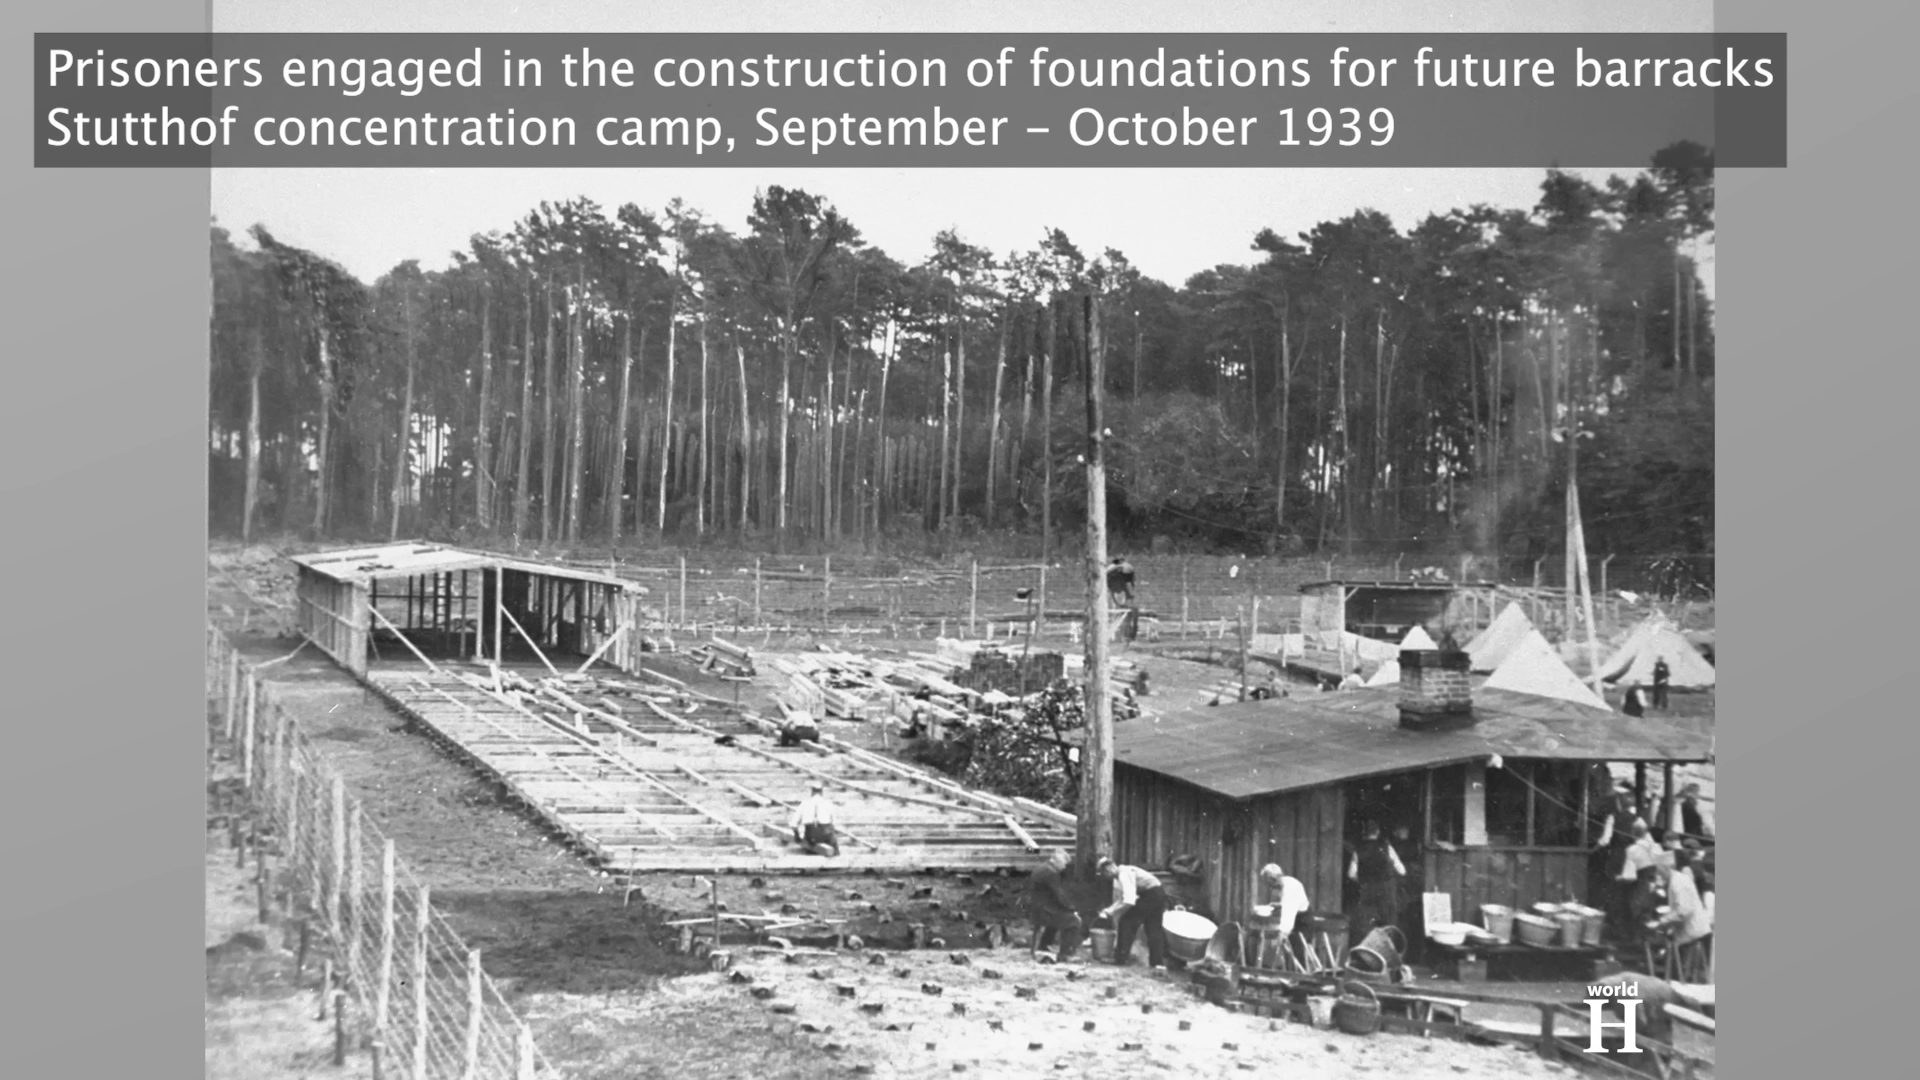 Prisoners engaged in the construction of foundations for future barracks
Stutthof concentration camp, September – October 1939
world
H